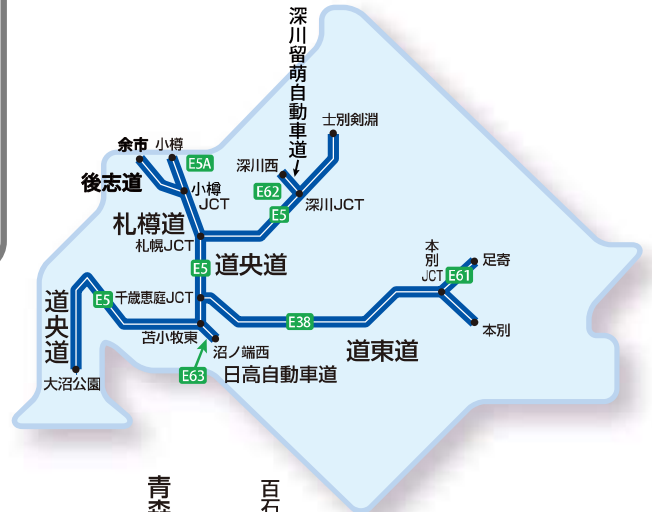 深川留萌自動車道
士別剣淵
余市
小樽
E5A
深川西
後志道
小樽
JCT
E62
深川JCT
E5
札樽道
札幌JCT
E5
道央道
本別
JCT
E61
足寄
道央道
E5
千歳恵庭JCT
E38
本別
苫小牧東
沼ノ端西
道東道
大沼公園
E63
日高自動車道
青森
百石